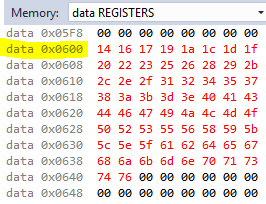 Memory: data REGISTERS
data 0x05F8 00 00 00 00 00 00 00 00
data 0x0600 14 16 17 19 1a 1c 1d 1f
data 0x0608 20 22 23 25 26 28 29 2b
data 0x0610 2c 2e 2f 31 32 34 35 37
data 0x0618 38 3a 3b 3d 3e 40 41 43
data 0x0620 44 46 47 49 4a 4c 4d 4f
data 0x0628 50 52 53 55 56 58 59 5b
data 0x0630 5c 5e 5f 61 62 64 65 67
data 0x0638 68 6a 6b 6d 6e 70 71 73
data 0x0640 74 76 00 00 00 00 00 00
data 0x0648 00 00 00 00 00 00 00 00